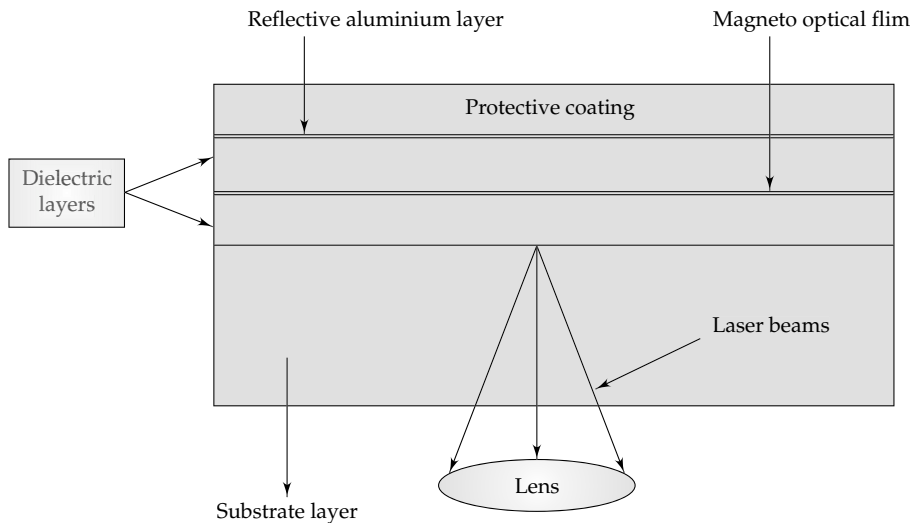 Reflective aluminium layer
Magneto optical flim
Protective coating
Dielectric
layers
Laser beams
Lens
Substrate layer